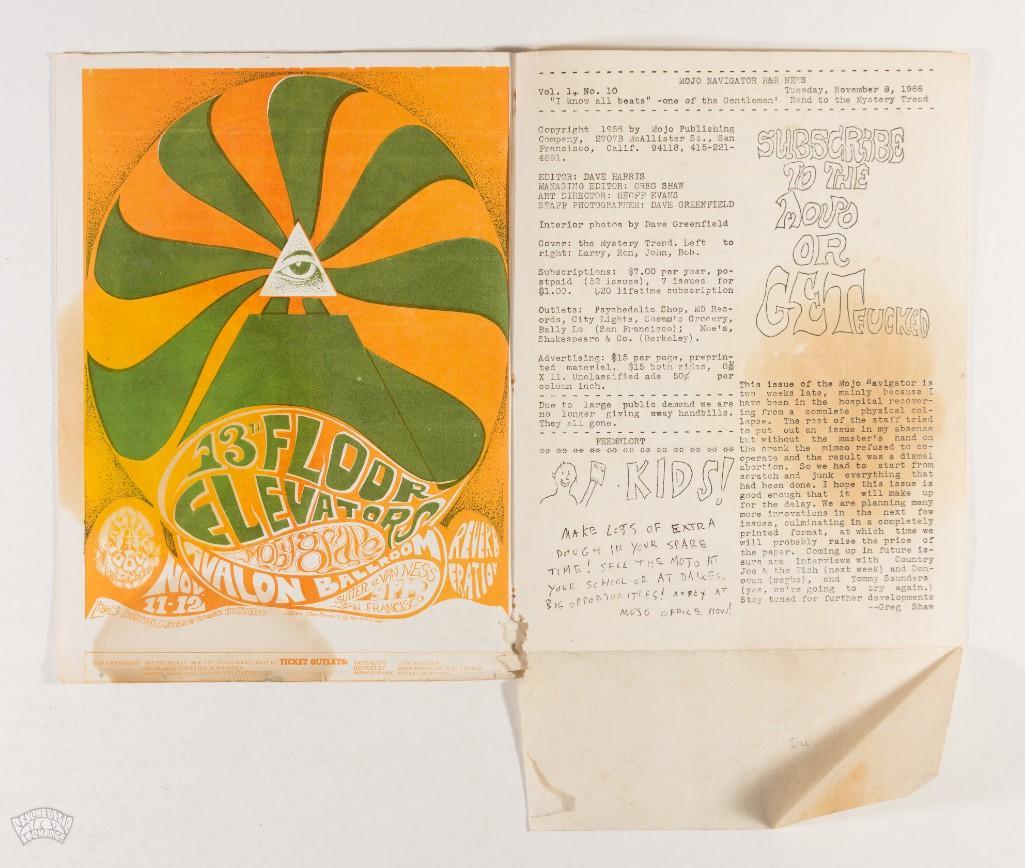 13TH FLOOR
ELEVATORS
MOBY GRAPE
AVALON BALLROOM
NOV
11-12
SUTTER at VAN NESS
9PM
SAN FRANCISCO
REVERB
ERATION
FAMILY
DOG
TICKET OUTLETS:
SAN FRANCISCO
SAUSALITO
BERKELEY
MENLO PARK
MOJO NAVIGATOR R&R NEWS
Vol. 1, No. 10 Tuesday, November 8, 1966
"I know all beats" -one of the Gentlemen's Band to the Mystery Trend
Copyright 1966 by Mojo Publishing
Company, 2707B McAllister St., San
Francisco, Calif. 94118, 415-221-
4891.
EDITOR: DAVE HARRIS
MANAGING EDITOR: GREG SHAW
ART DIRECTOR: GEOFF EVANS
STAFF PHOTOGRAPHER: DAVE GREENFIELD
Interior photos by Dave Greenfield
Cover: the Mystery Trend. Left to
right: Larry, Ron, John, Bob.
Subscriptions: $7.00 per year, po-
stpaid (52 issues), 7 issues for
$1.00. $20 lifetime subscription
Outlets: Psychedelic Shop, M5 Rec-
ords, City Lights, Cosmo's Grocery,
Bally Lo (San Francisco); Moe's,
Shakespeare & Co. (Berkeley).
Advertising: $15 per page, preprin-
ted material, $15 both sides, 8½
X 11. Unclassified ads 50¢ per
column inch.
Due to large public demand we are
no longer giving away handbills.
They all gone.
FEEMWLORT
KIDS!
MAKE LOTS OF EXTRA
DOUGH IN YOUR SPARE
TIME! SELL THE MOJO AT
YOUR SCHOOL OR AT DANCES.
BIG OPPORTUNITIES! APPLY AT
MOJO OFFICE NOW!
SUBSCRIBE
TO THE
MOJO
OR
GET FUCKED
This issue of the Mojo Navigator is
two weeks late, mainly because I
have been in the hospital recover-
ing from a complete physical col-
lapse. The rest of the staff tried
to put out an issue in my absense
but without the master's hand on
the crank the mimeo refused to co-
operate and the result was a dismal
abortion. So we had to start from
scratch and junk everything that
had been done. I hope this issue is
good enough that it will make up
for the delay. We are planning many
more innovations in the next few
issues, culminating in a completely
printed format, at which time we
will probably raise the price of
the paper. Coming up in future is-
sues are interviews with Country
Joe & the Fish (next week) and Don-
ovan (maybe), and Tommy Saunders
(yes, we're going to try again.)
Stay tuned for further developments
--Greg Shaw
PSYCHEDELIC
ART
EXCHANGE